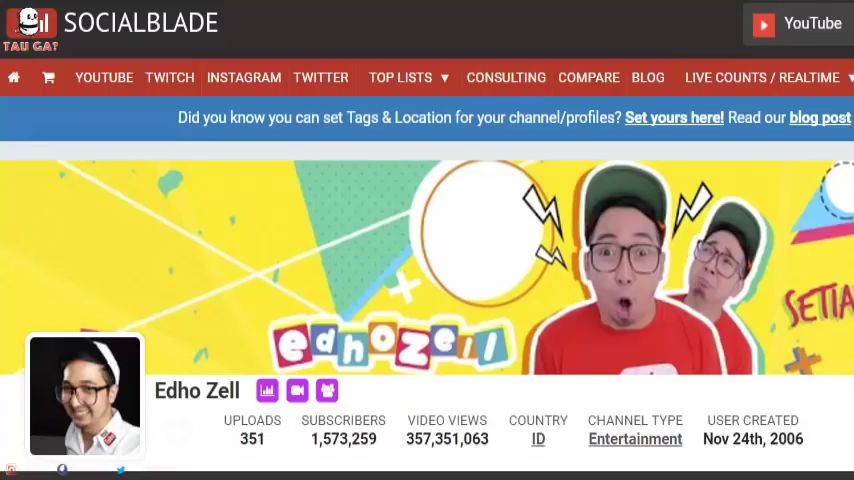 SOCIALBLADE
TAU GA?
YouTube
YOUTUBE TWITCH INSTAGRAM TWITTER TOP LISTS CONSULTING COMPARE BLOG LIVE COUNTS / REALTIME
Did you know you can set Tags & Location for your channel/profiles? Set yours here! Read our blog post
SETIA
edhozell
Edho Zell
UPLOADS SUBSCRIBERS VIDEO VIEWS COUNTRY CHANNEL TYPE USER CREATED
351 1,573,259 357,351,063 ID Entertainment Nov 24th, 2006